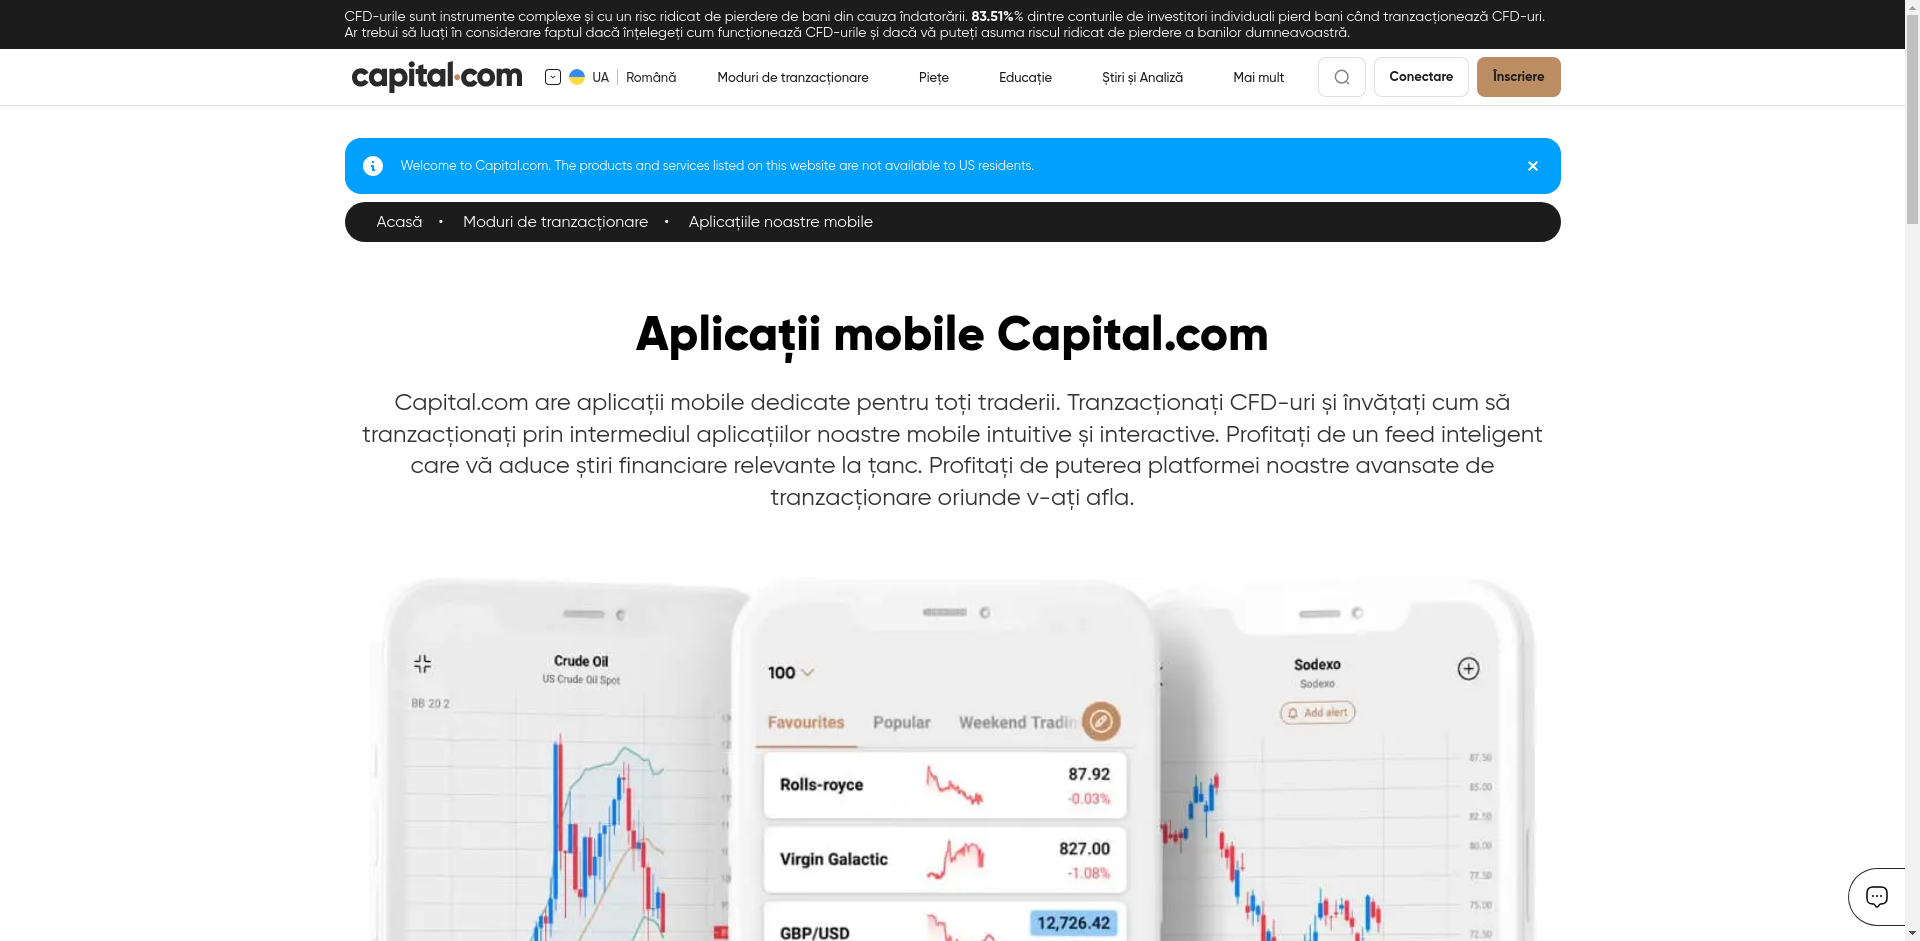 CFD-urile sunt instrumente complexe și cu un risc ridicat de pierdere de bani din cauza îndatorării. 83.51%% dintre conturile de investitori individuali pierd bani când tranzacționează CFD-uri.
Ar trebui să luați în considerare faptul dacă înțelegeți cum funcționează CFD-urile și dacă vă puteți asuma riscul ridicat de pierdere a banilor dumneavoastră.
capital.com
UA
Română
Moduri de tranzacționare
Piețe
Educație
Știri și Analiză
Mai mult
Conectare
Înscriere
Welcome to Capital.com. The products and services listed on this website are not available to US residents.
Acasă • Moduri de tranzacționare • Aplicațiile noastre mobile
Aplicații mobile Capital.com
Capital.com are aplicații mobile dedicate pentru toți traderii. Tranzacționați CFD-uri și învățați cum să
tranzacționați prin intermediul aplicațiilor noastre mobile intuitive și interactive. Profitați de un feed inteligent
care vă aduce știri financiare relevante la țanc. Profitați de puterea platformei noastre avansate de
tranzacționare oriunde v-ați afla.
Crude Oil
US Crude Oil Spot
BB 20 2
100
Favourites
Popular
Weekend Tradin
Rolls-royce
87.92
-0.03%
Virgin Galactic
827.00
-1.08%
GBP/USD
12,726.42
Sodexo
Sodexo
Add alert
87.50
85.00
82.50
80.00
77.50
75.00
72.50